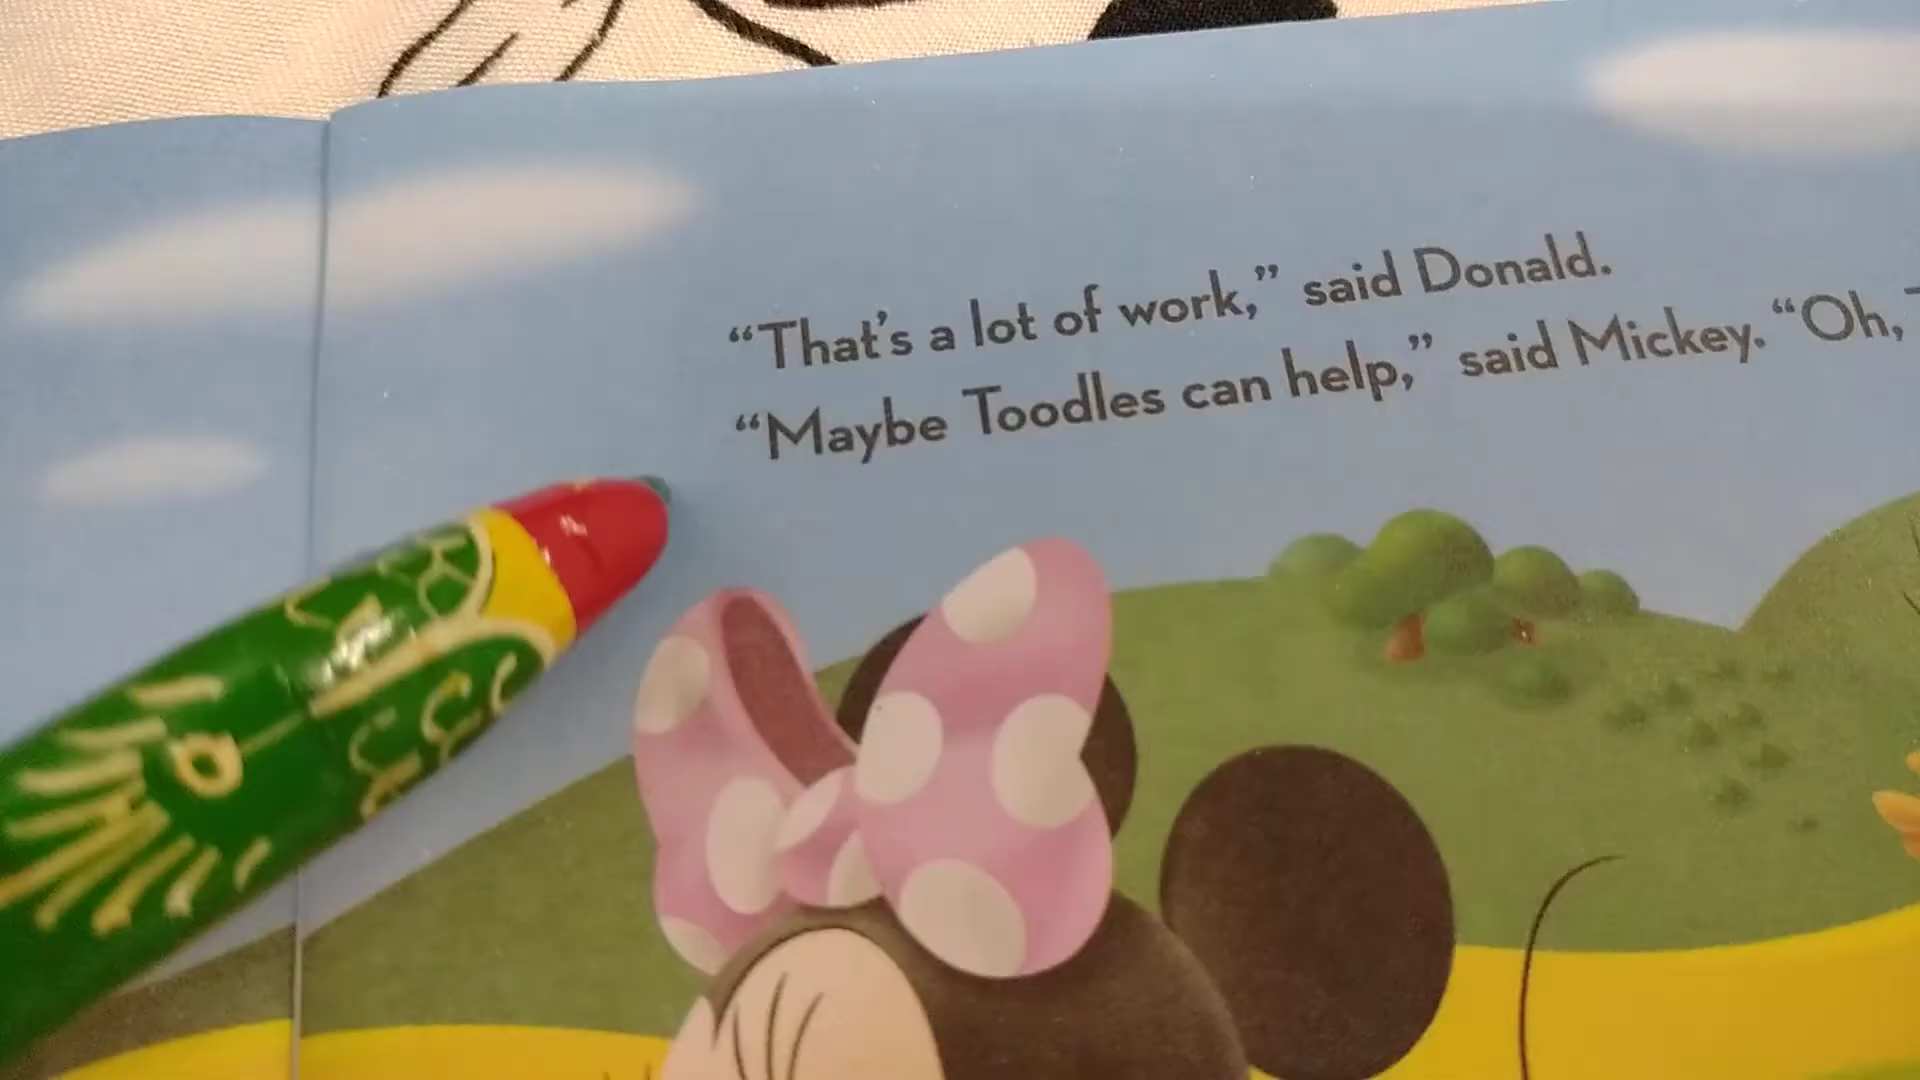 “That’s a lot of work,” said Donald.
“Maybe Toodles can help,” said Mickey. “Oh,